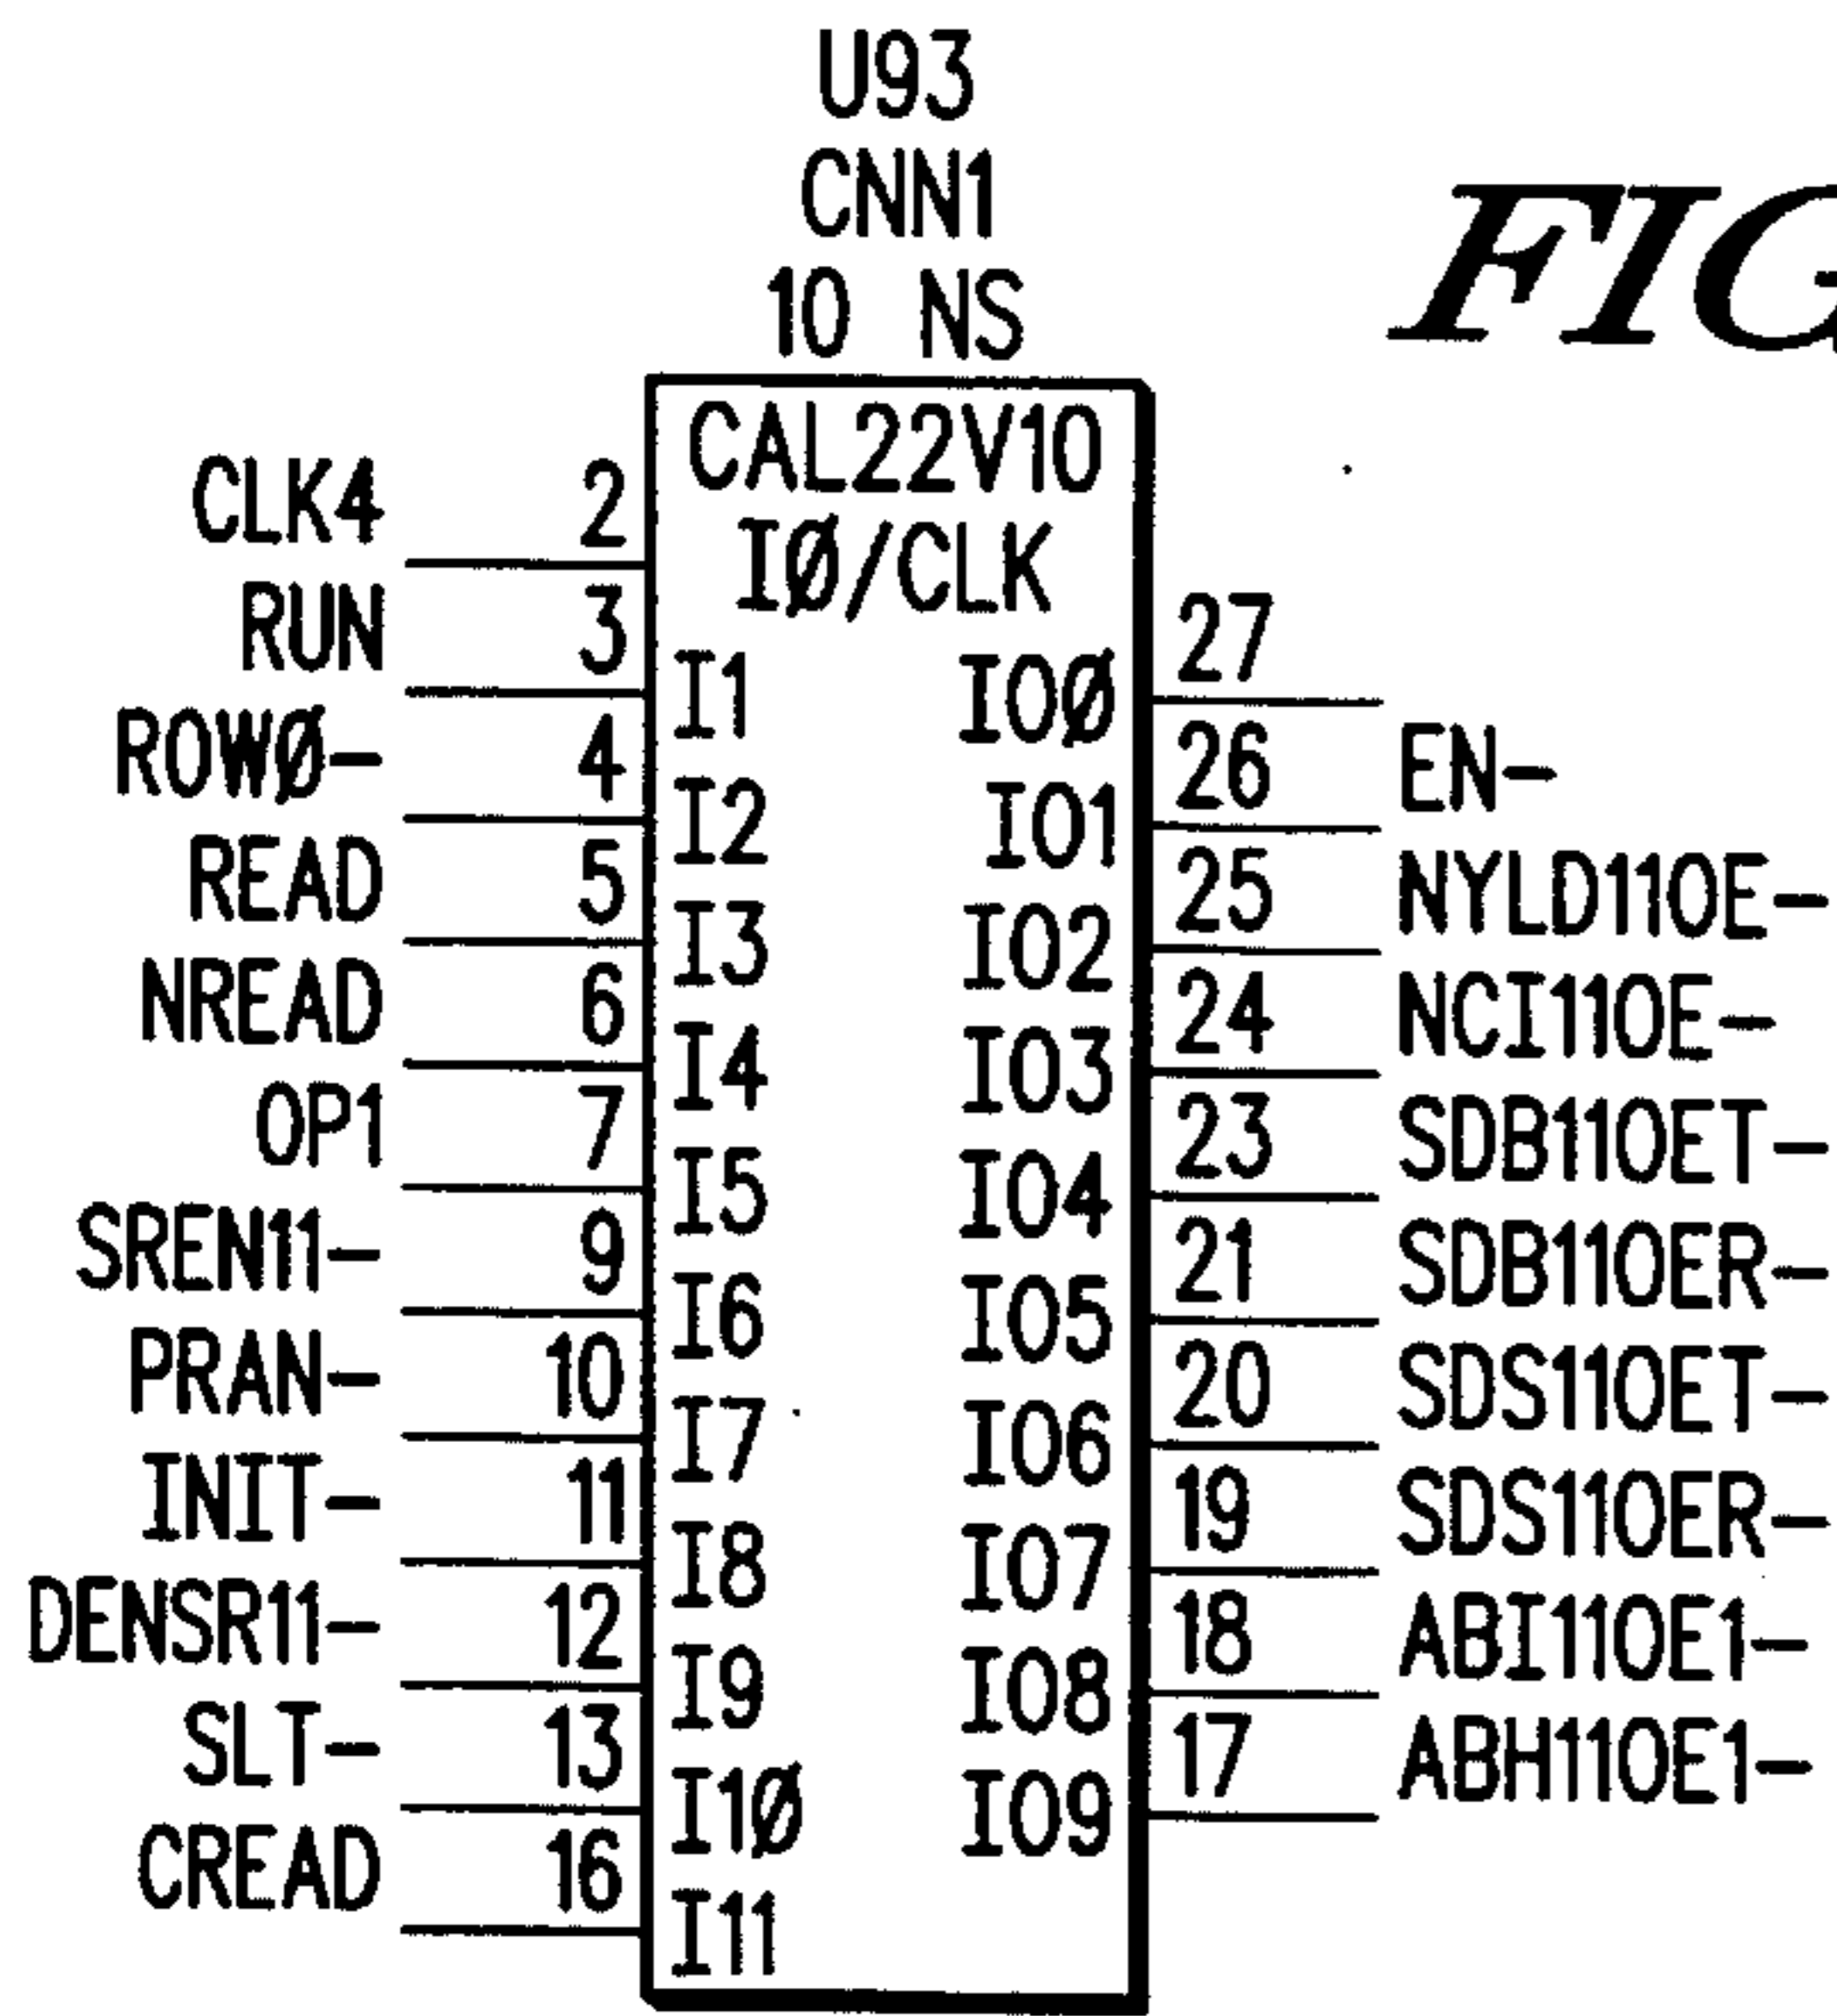 U93
CNN1
10 NS
FIG
CAL22V10
CLK4 2 I0/CLK
RUN 3 I1
ROWØ- 4 I2
READ 5 I3
NREAD 6 I4
OP1 7 I5
SREN11- 9 I6
PRAN- 10 I7
INIT- 11 I8
DENSR11- 12 I9
SLT- 13 I1Ø
CREAD 16 I11
IOØ 27
IO1 26 EN-
IO2 25 NYLD11OE-
IO3 24 NCI11OE-
IO4 23 SDB11OET-
IO5 21 SDB11OER-
IO6 20 SDS11OET-
IO7 19 SDS11OER-
IO8 18 ABI11OE1-
IO9 17 ABH11OE1-